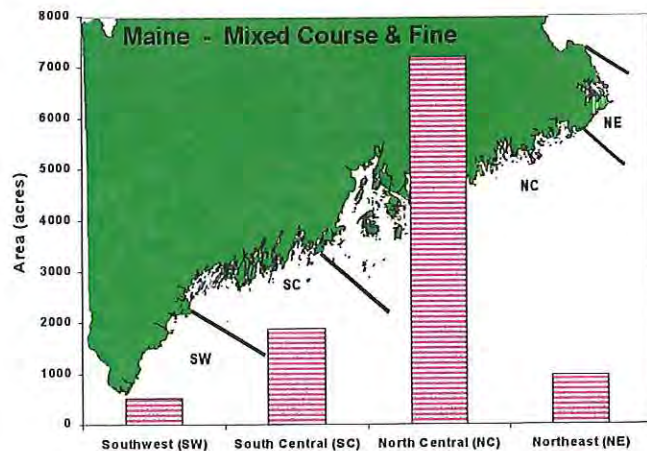 Maine - Mixed Course & Fine
Area (acres)
8000
7000
6000
5000
4000
3000
2000
1000
0
NE
NC
SC
SW
Southwest (SW) South Central (SC) North Central (NC) Northeast (NE)